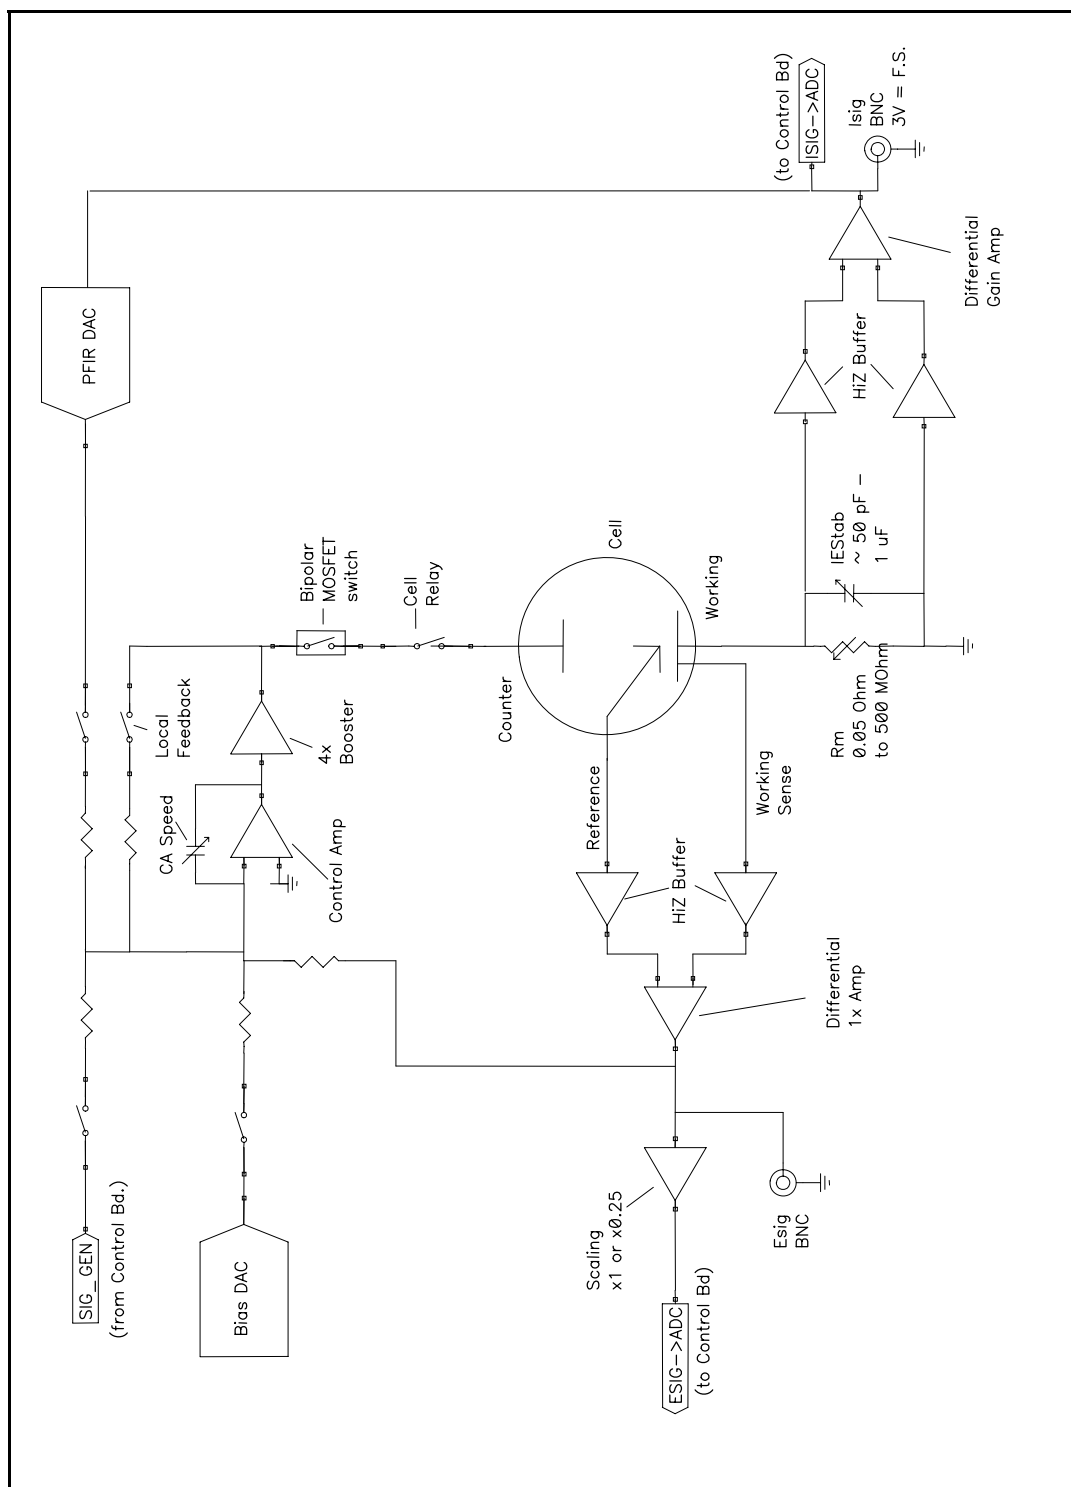 SIG_GEN
(from Control Bd.)
Bias DAC
PFIR DAC
Local
Feedback
CA Speed
Control Amp
4x
Booster
Bipolar
MOSFET
switch
Cell
Relay
Counter
Cell
Reference
Working
Working
Sense
HiZ Buffer
Differential
1x Amp
Scaling
x1 or x0.25
ESIG->ADC
(to Control Bd)
Esig
BNC
Rm
0.05 Ohm
to 500 MOhm
IEStab
~ 50 pF -
1 uF
HiZ Buffer
Differential
Gain Amp
(to Control Bd)
ISIG->ADC
Isig
BNC
3V = F.S.